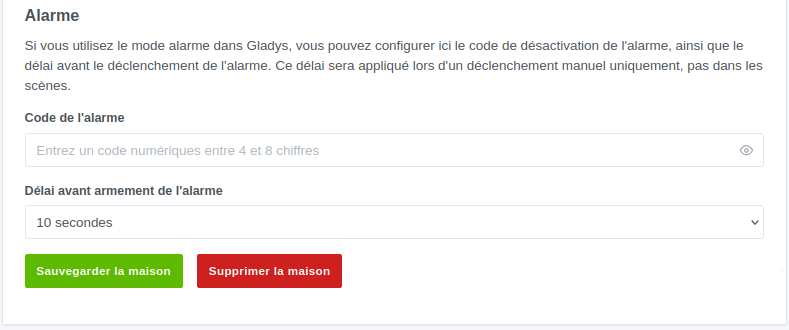 Alarme
Si vous utilisez le mode alarme dans Gladys, vous pouvez configurer ici le code de désactivation de l'alarme, ainsi que le
délai avant le déclenchement de l'alarme. Ce délai sera appliqué lors d'un déclenchement manuel uniquement, pas dans les
scènes.
Code de l'alarme
Entrez un code numériques entre 4 et 8 chiffres
Délai avant armement de l'alarme
10 secondes
Sauvegarder la maison Supprimer la maison